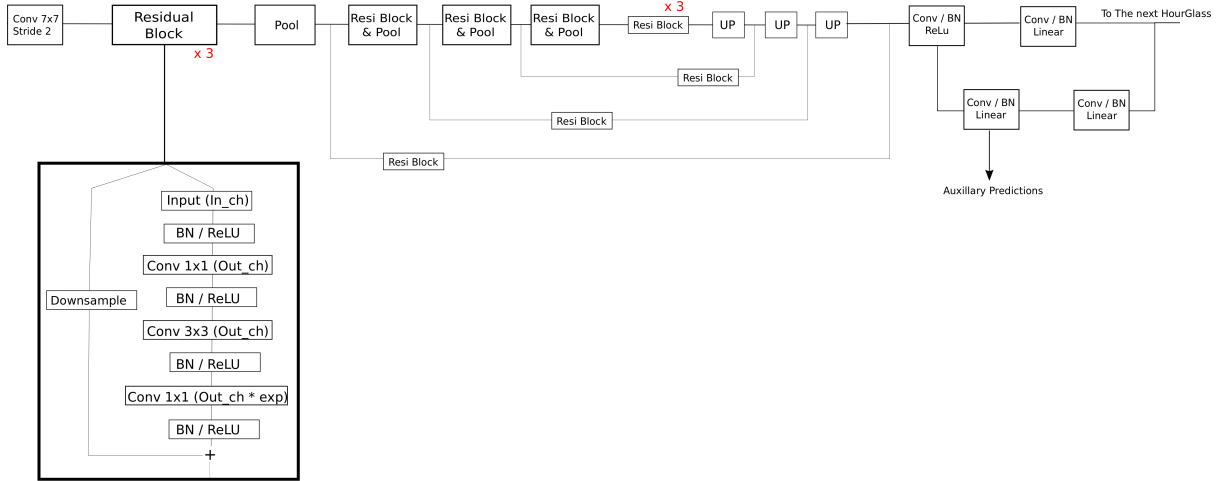 Conv 7x7
Stride 2
Residual
Block
x 3
Pool
Resi Block
& Pool
Resi Block
& Pool
Resi Block
& Pool
x 3
Resi Block
UP
UP
UP
Conv / BN
ReLu
Conv / BN
Linear
To The next HourGlass
Resi Block
Resi Block
Resi Block
Conv / BN
Linear
Conv / BN
Linear
Auxillary Predictions
Input (In_ch)
BN / ReLU
Conv 1x1 (Out_ch)
BN / ReLU
Downsample
Conv 3x3 (Out_ch)
BN / ReLU
Conv 1x1 (Out_ch * exp)
BN / ReLU
+